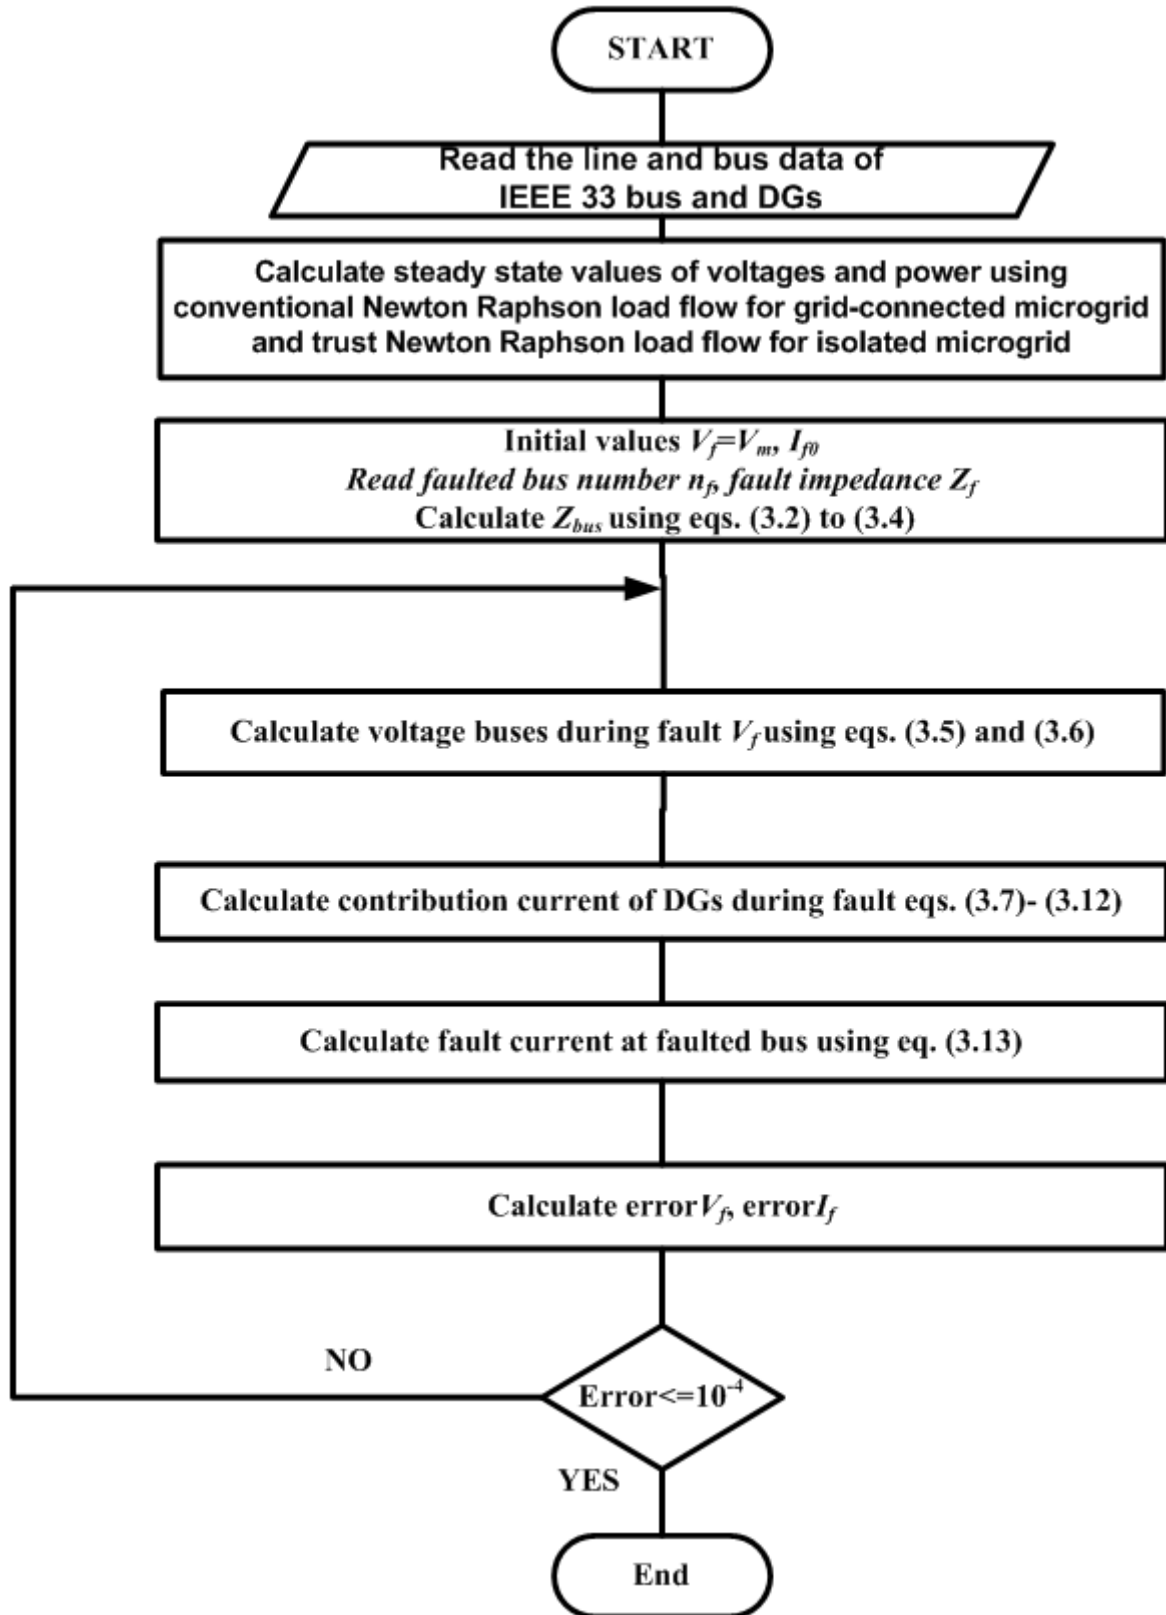 START
Read the line and bus data of
IEEE 33 bus and DGs
Calculate steady state values of voltages and power using
conventional Newton Raphson load flow for grid-connected microgrid
and trust Newton Raphson load flow for isolated microgrid
Initial values V_f=V_m, I_f0
Read faulted bus number n_f, fault impedance Z_f
Calculate Z_bus using eqs. (3.2) to (3.4)
Calculate voltage buses during fault V_f using eqs. (3.5) and (3.6)
Calculate contribution current of DGs during fault eqs. (3.7)- (3.12)
Calculate fault current at faulted bus using eq. (3.13)
Calculate errorV_f, errorI_f
NO
Error<=10^-4
YES
End